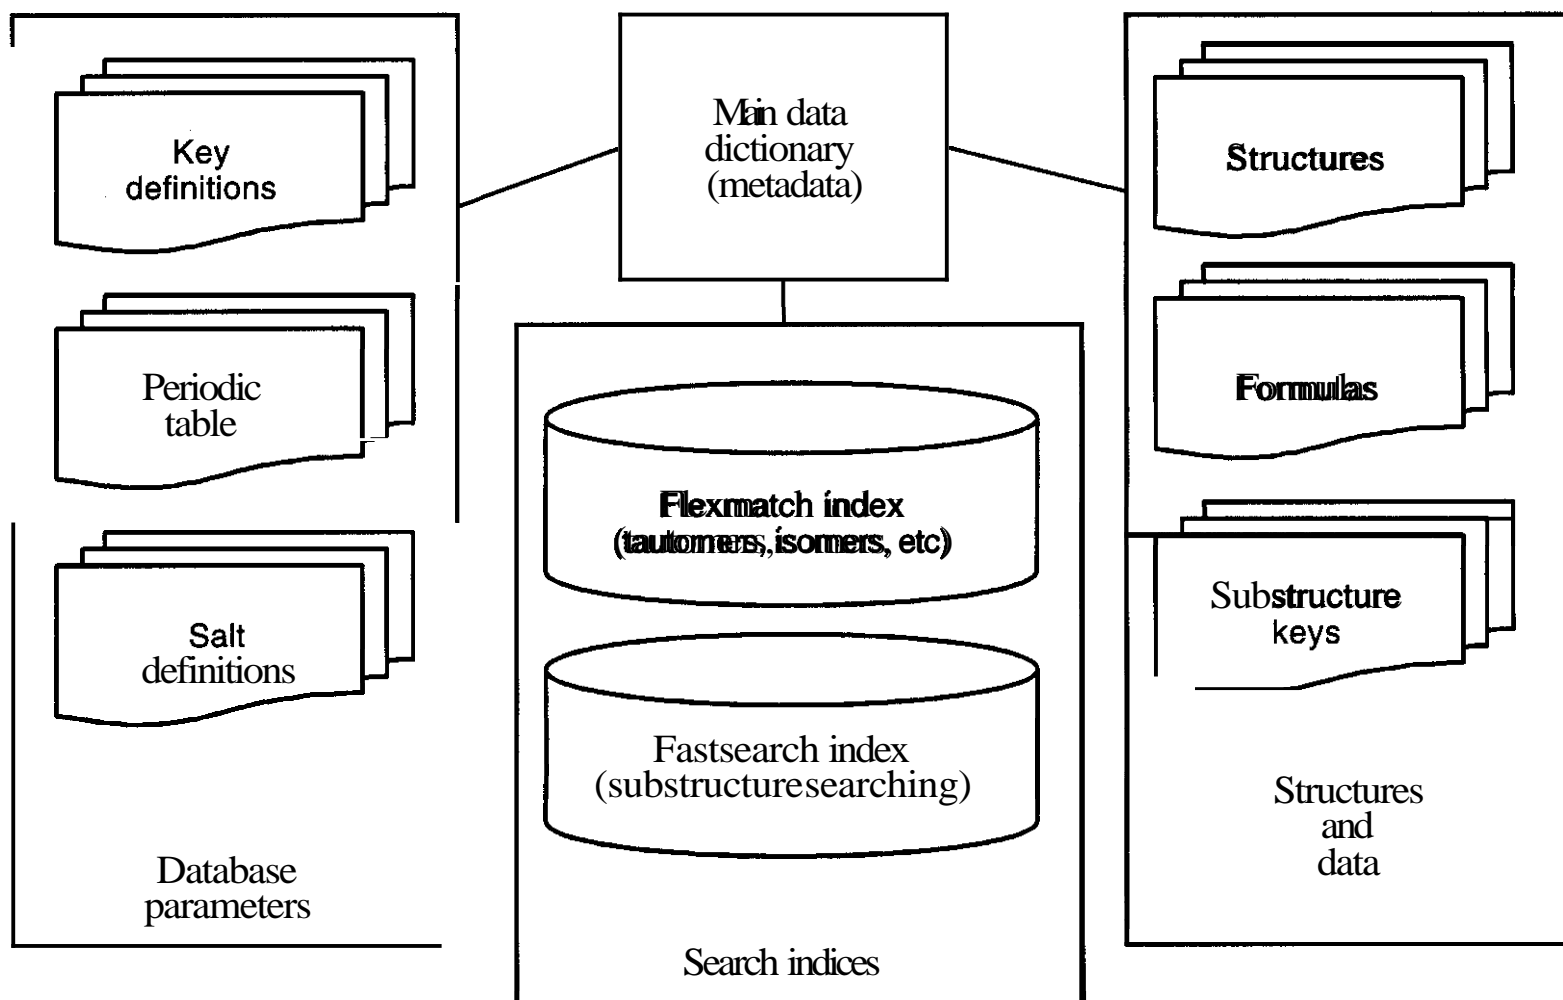 Key
definitions
Periodic
table
Salt
definitions
Database
parameters
Main data
dictionary
(metadata)
Flexmatch index
(tautomers, isomers, etc)
Fastsearch index
(substructure searching)
Search indices
Structures
Formulas
Substructure
keys
Structures
and
data